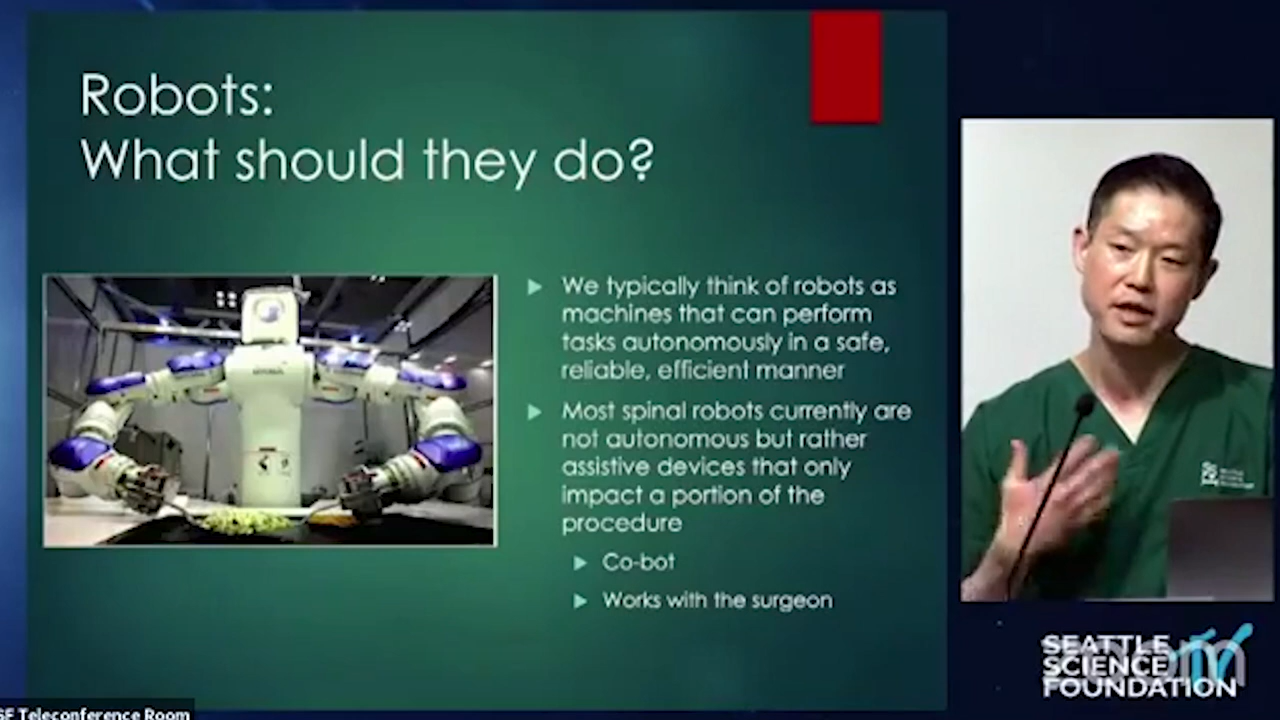 Robots:
What should they do?
We typically think of robots as
machines that can perform
tasks autonomously in a safe,
reliable, efficient manner
Most spinal robots currently are
not autonomous but rather
assistive devices that only
impact a portion of the
procedure
Co-bot
Works with the surgeon
SEATTLE
SCIENCE
FOUNDATION
zoom
SF Teleconference Room